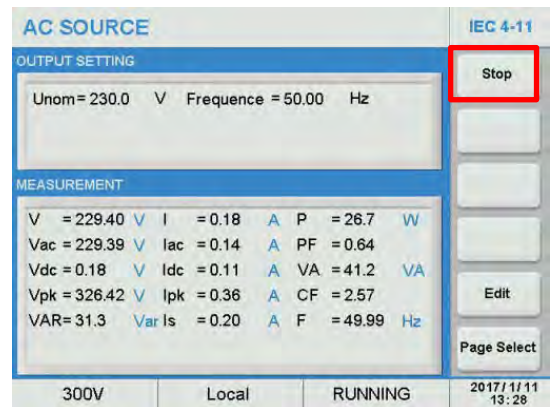 AC SOURCE
IEC 4-11
OUTPUT SETTING
Stop
Unom= 230.0 V Frequence = 50.00 Hz
MEASUREMENT
V = 229.40 V I = 0.18 A P = 26.7 W
Vac = 229.39 V Iac = 0.14 A PF = 0.64
Vdc = 0.18 V Idc = 0.11 A VA = 41.2 VA
Vpk = 326.42 V Ipk = 0.36 A CF = 2.57
VAR= 31.3 Var Is = 0.20 A F = 49.99 Hz
Edit
Page Select
300V Local RUNNING 2017/1/11
13:28